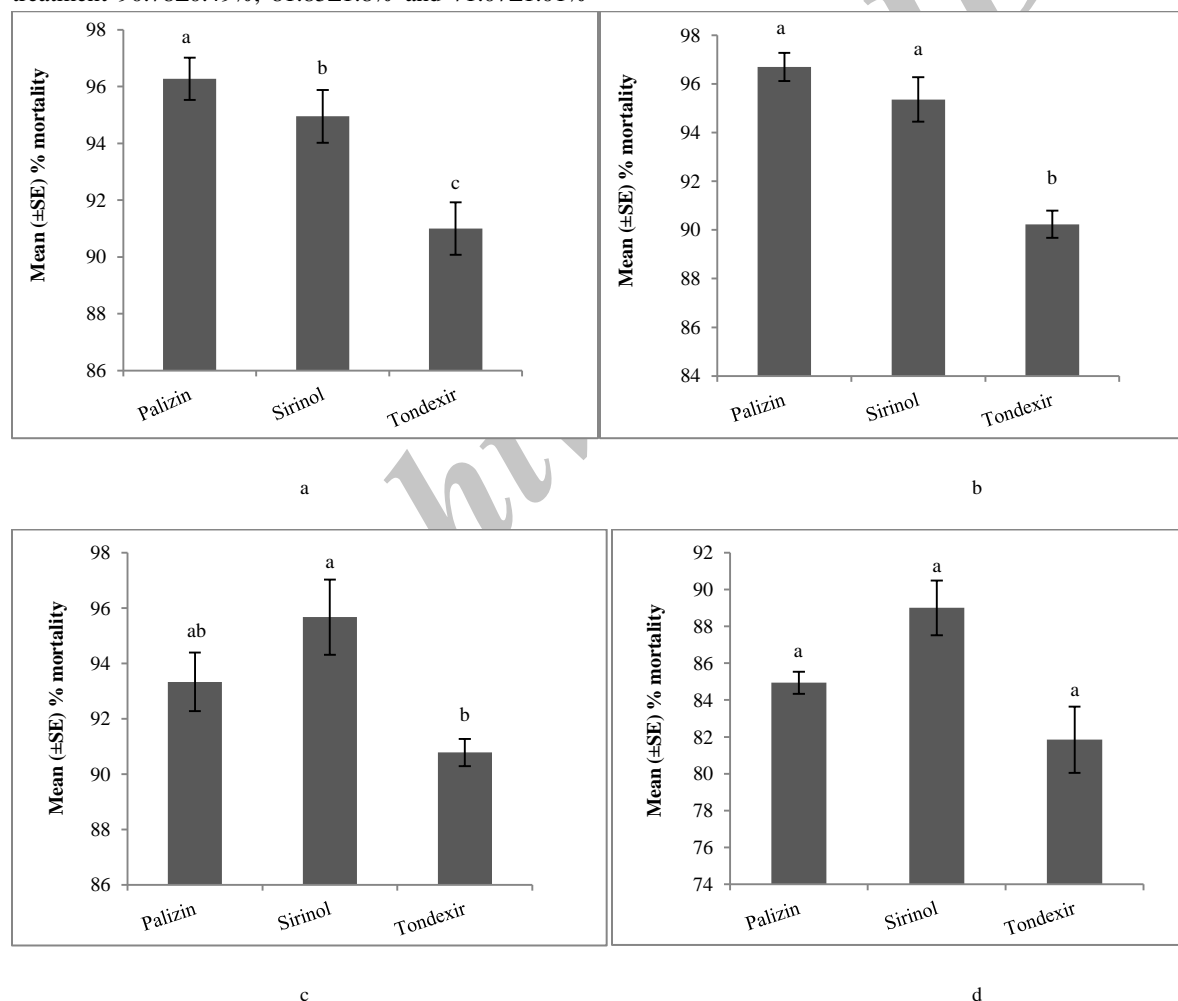 98
96
94
92
90
88
86
Mean (±SE) % mortality
a
b
c
Palizin
Sirinol
Tondexir
a
98
96
94
92
90
88
86
84
Mean (±SE) % mortality
a
a
b
Palizin
Sirinol
Tondexir
b
98
96
94
92
90
88
86
Mean (±SE) % mortality
ab
a
b
Palizin
Sirinol
Tondexir
c
92
90
88
86
84
82
80
78
76
74
Mean (±SE) % mortality
a
a
a
Palizin
Sirinol
Tondexir
d